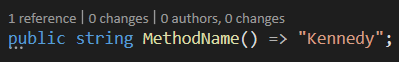 1 reference | 0 changes | 0 authors, 0 changes
public string MethodName() => "Kennedy";